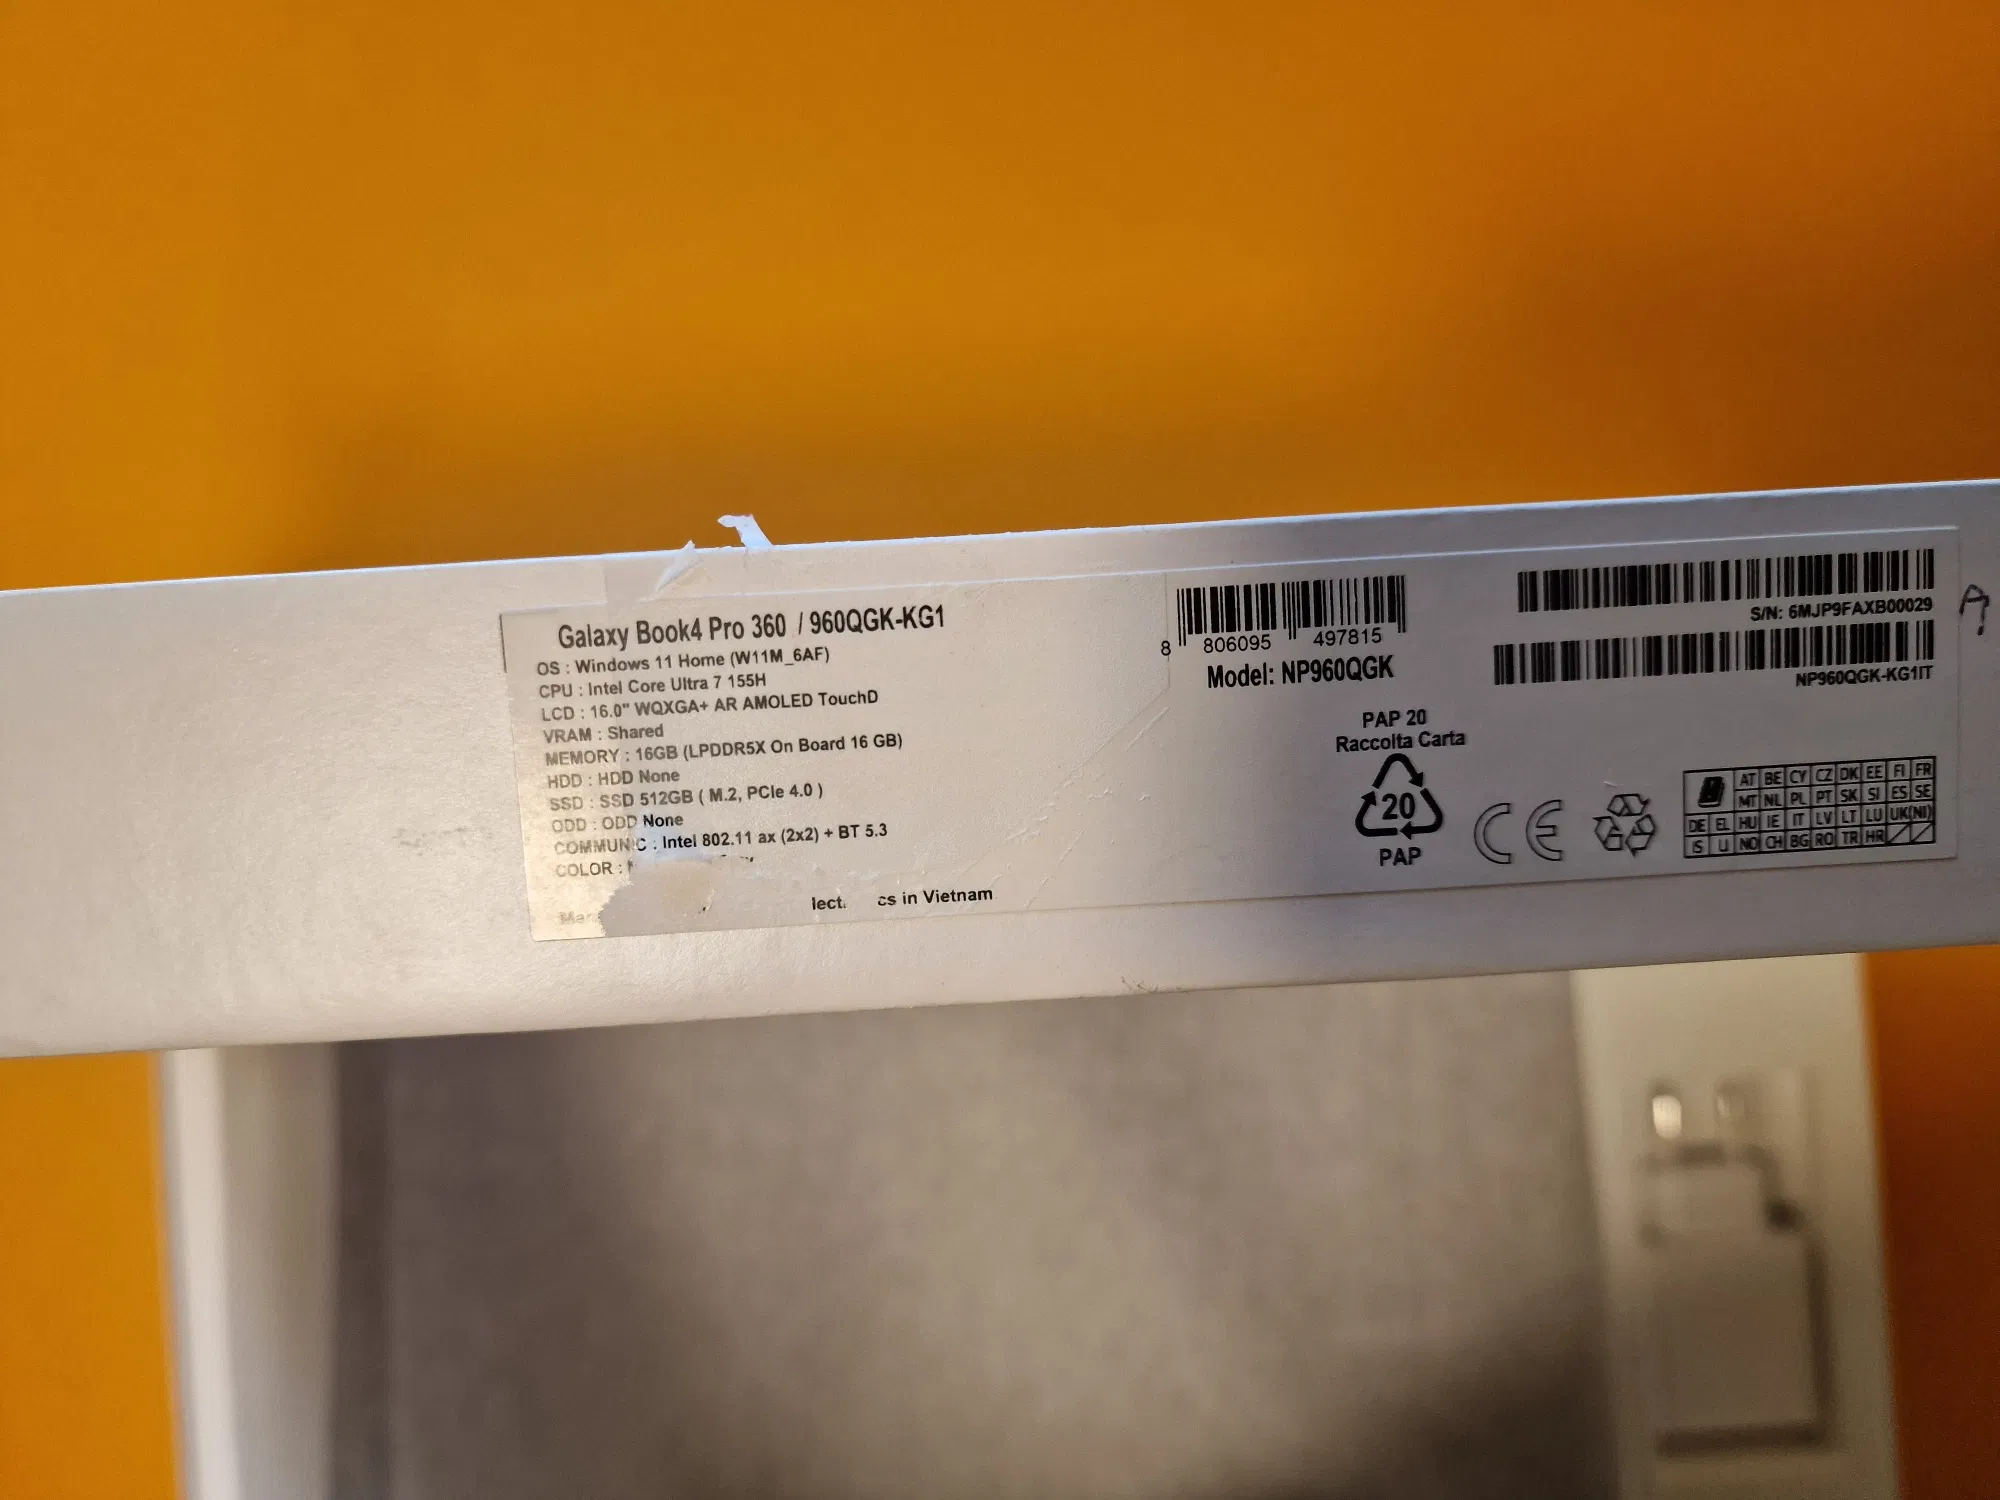 Galaxy Book4 Pro 360 / 960QGK-KG1
OS : Windows 11 Home (W11M_6AF)
CPU : Intel Core Ultra 7 155H
LCD : 16.0" WQXGA+ AR AMOLED TouchD
VRAM : Shared
MEMORY : 16GB (LPDDR5X On Board 16 GB)
HDD : HDD None
SSD : SSD 512GB ( M.2, PCIe 4.0 )
ODD : ODD None
COMMUNIC : Intel 802.11 ax (2x2) + BT 5.3
COLOR :
in Vietnam
8 806095 497815
Model: NP960QGK
S/N: 6MJP9FAXB00029
NP960QGK-KG1IT
A
PAP 20
Raccolta Carta
20
PAP
CE
AT BE CY CZ DK EE FI FR
MT NL PL PT SK SI ES SE
DE EL HU IE IT LV LT LU UK(NI)
IS LI NO CH BG RO TR HR